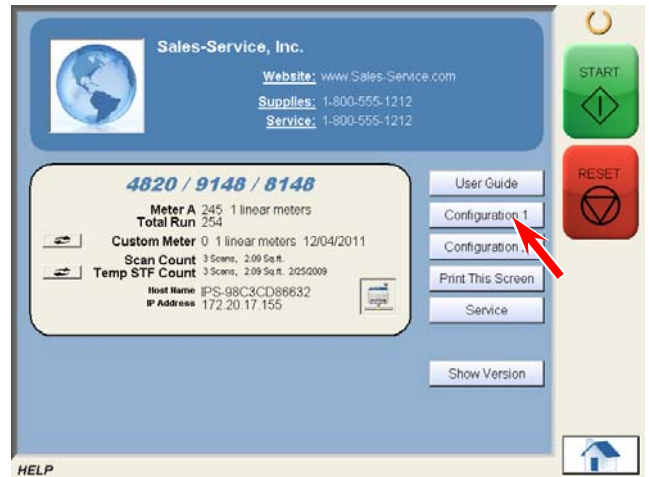 Sales-Service, Inc.
Website: www.Sales-Service.com
Supplies: 1-800-555-1212
Service: 1-800-555-1212
START
RESET
4820 / 9148 / 8148
Meter A 245 1 linear meters
Total Run 254
Custom Meter 0 1 linear meters 12/04/2011
Scan Count 3 Scans, 2.09 Sq.ft.
Temp STF Count 3 Scans, 2.09 Sq.ft. 2/25/2009
Host Name IPS-98C3CD86632
IP Address 172.20.17.155
User Guide
Configuration 1
Configuration
Print This Screen
Service
Show Version
HELP